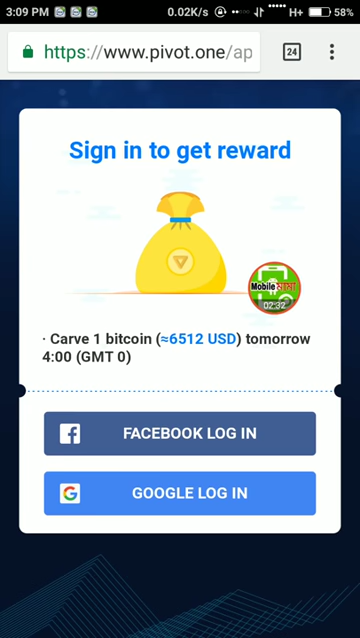 3:09 PM 0.02K/s H+ 58%
https://www.pivot.one/ap 24
Sign in to get reward
Mobile মামা
02:32
· Carve 1 bitcoin (≈6512 USD) tomorrow
4:00 (GMT 0)
FACEBOOK LOG IN
GOOGLE LOG IN